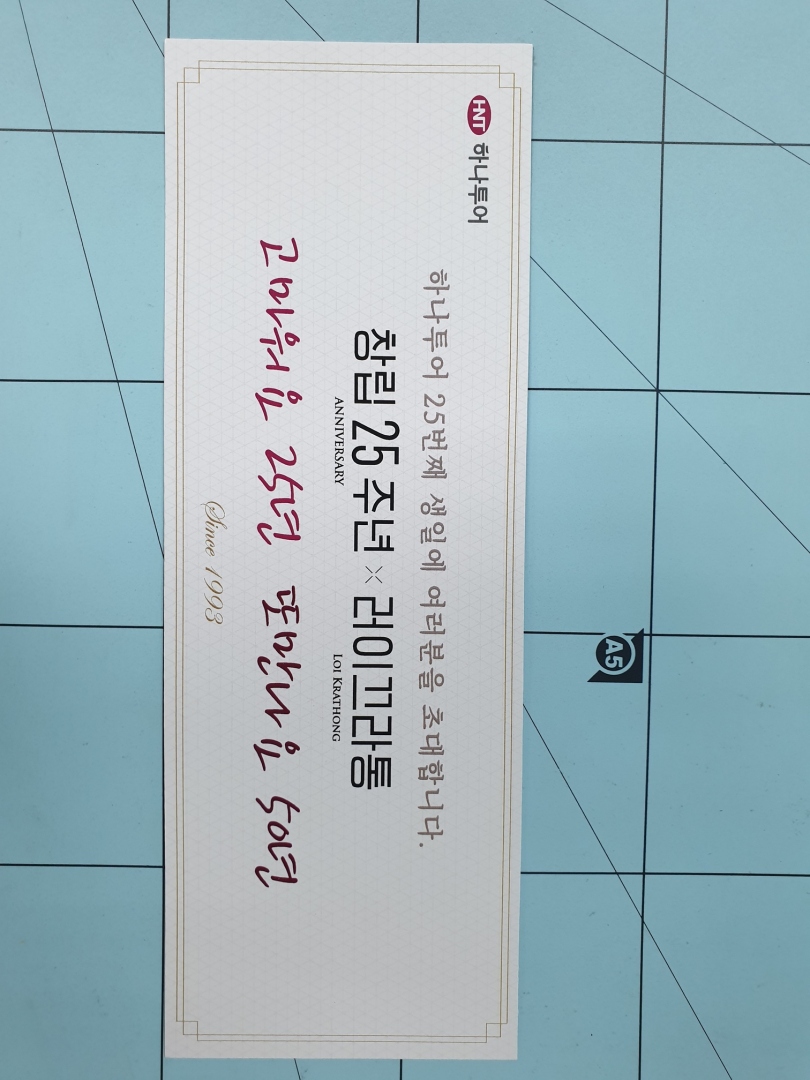 HNT 하나투어
하나투어 25번째 생일에 여러분을 초대합니다.
창립 25 주년 × 러이끄라통
ANNIVERSARY LOI KRATHONG
고마워요 25년 또만나요 50년
Since 1993
A5